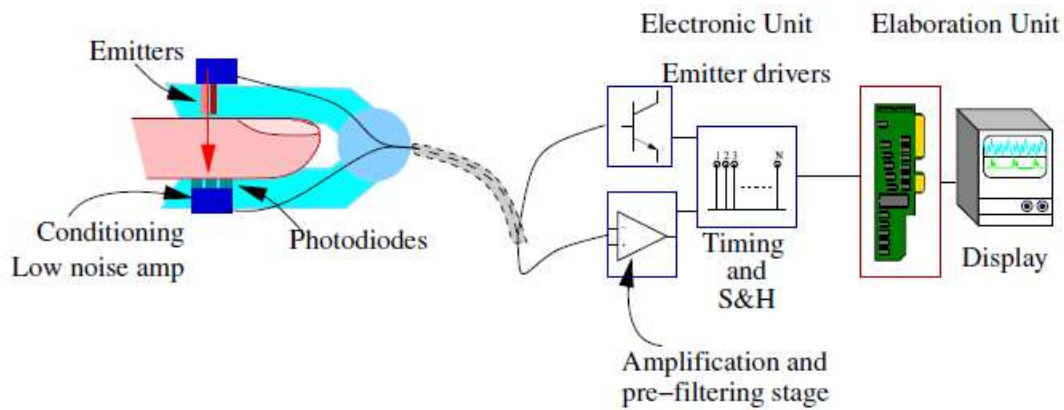 Electronic Unit
Elaboration Unit
Emitters
Emitter drivers
1 2 3 N
Conditioning
Low noise amp
Photodiodes
Timing
and
S&H
Display
Amplification and
pre-filtering stage